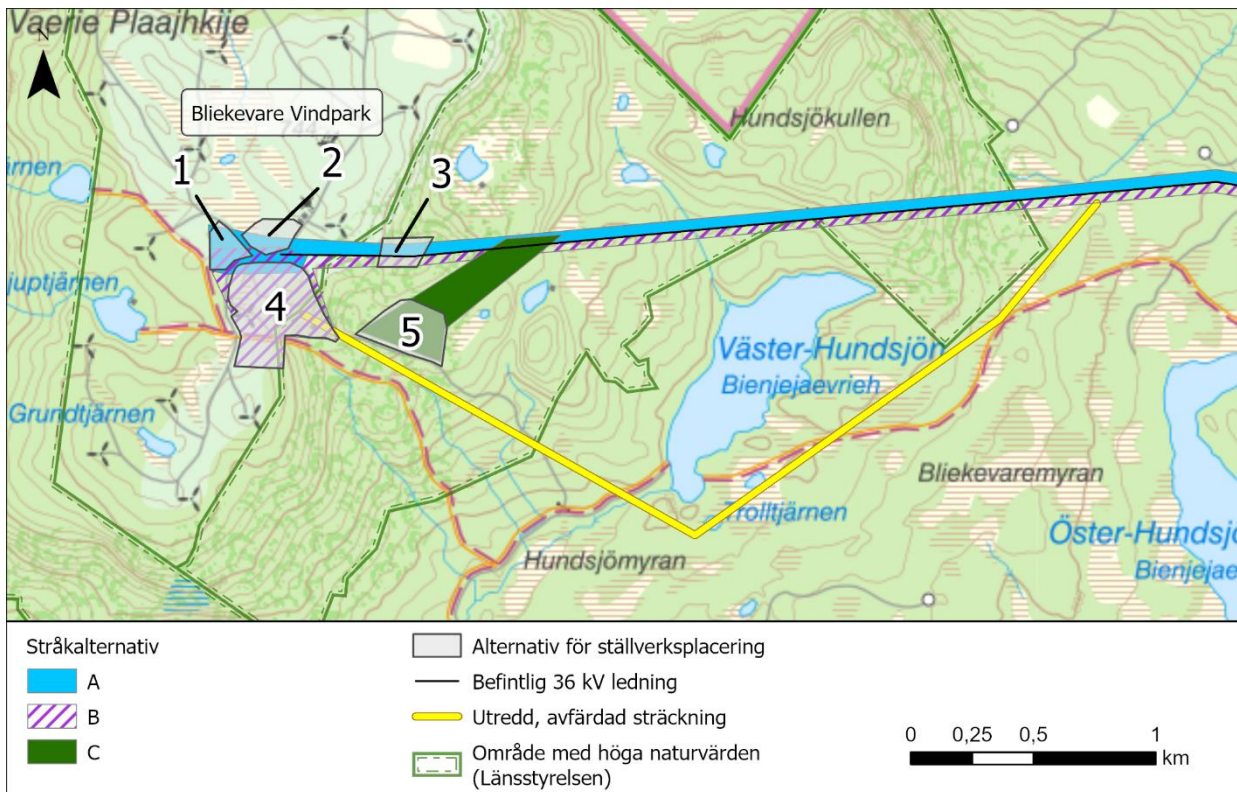 Vaerie Plaajhkije
N
Bliekevare Vindpark
Hundsjökullen
1
2
3
ärnen
juptjärnen
4
5
Väster-Hundsjön
Bienjejaevrieh
Grundtjärnen
Bliekevaremyran
Trolltjärnen
Öster-Hundsj
Hundsjömyran
Bienjejae
Stråkalternativ
A
B
C
Alternativ för ställverksplacering
Befintlig 36 kV ledning
Utredd, avfärdad sträckning
Område med höga naturvärden
(Länsstyrelsen)
0 0,25 0,5 1
km